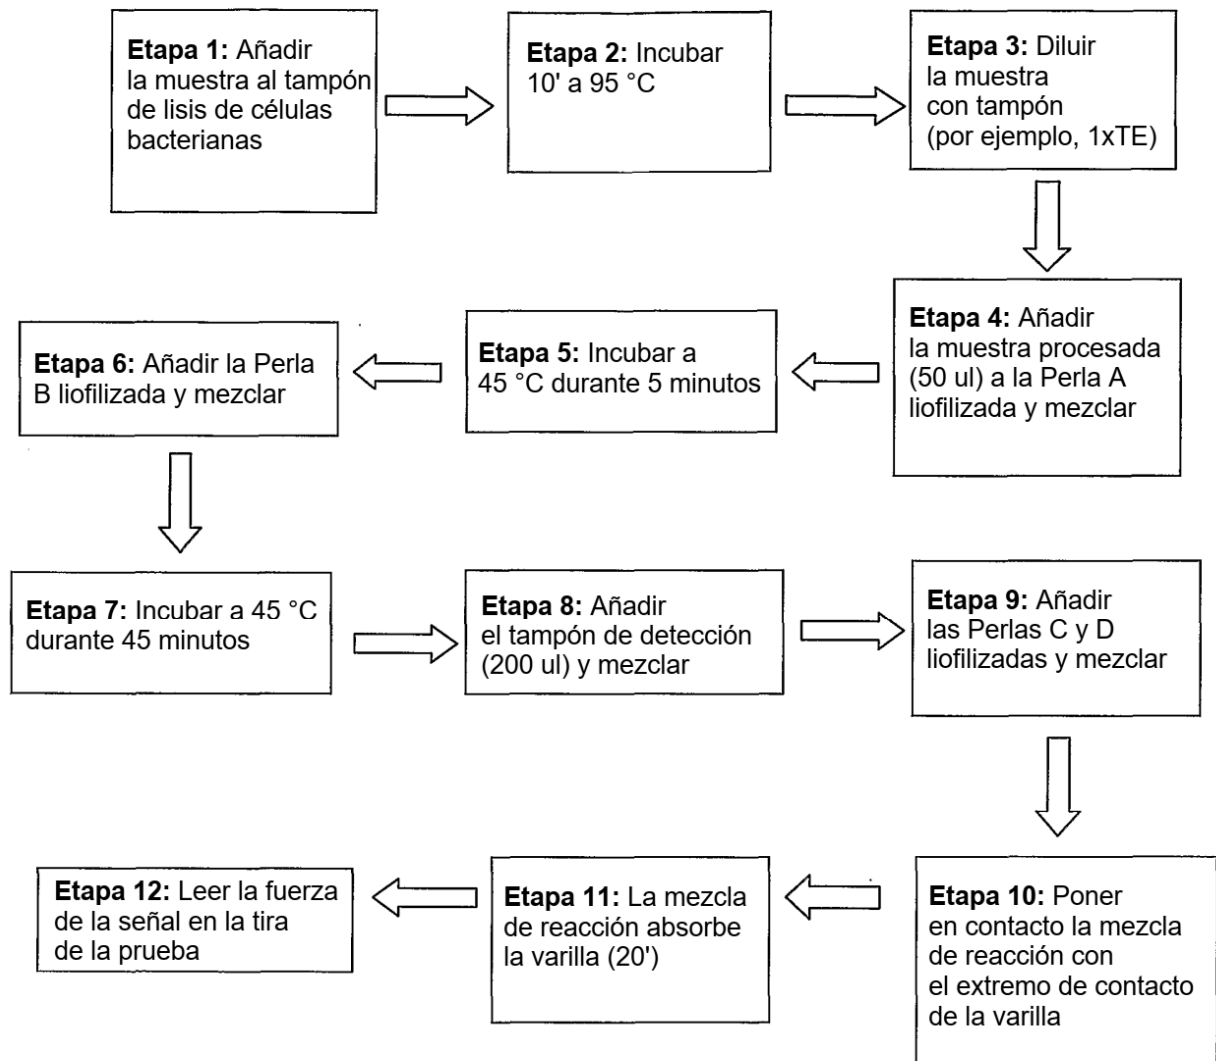 Etapa 1: Añadir
la muestra al tampón
de lisis de células
bacterianas
Etapa 2: Incubar
10' a 95 °C
Etapa 3: Diluir
la muestra
con tampón
(por ejemplo, 1xTE)
Etapa 4: Añadir
la muestra procesada
(50 ul) a la Perla A
liofilizada y mezclar
Etapa 5: Incubar a
45 °C durante 5 minutos
Etapa 6: Añadir la Perla
B liofilizada y mezclar
Etapa 7: Incubar a 45 °C
durante 45 minutos
Etapa 8: Añadir
el tampón de detección
(200 ul) y mezclar
Etapa 9: Añadir
las Perlas C y D
liofilizadas y mezclar
Etapa 10: Poner
en contacto la mezcla
de reacción con
el extremo de contacto
de la varilla
Etapa 11: La mezcla
de reacción absorbe
la varilla (20')
Etapa 12: Leer la fuerza
de la señal en la tira
de la prueba